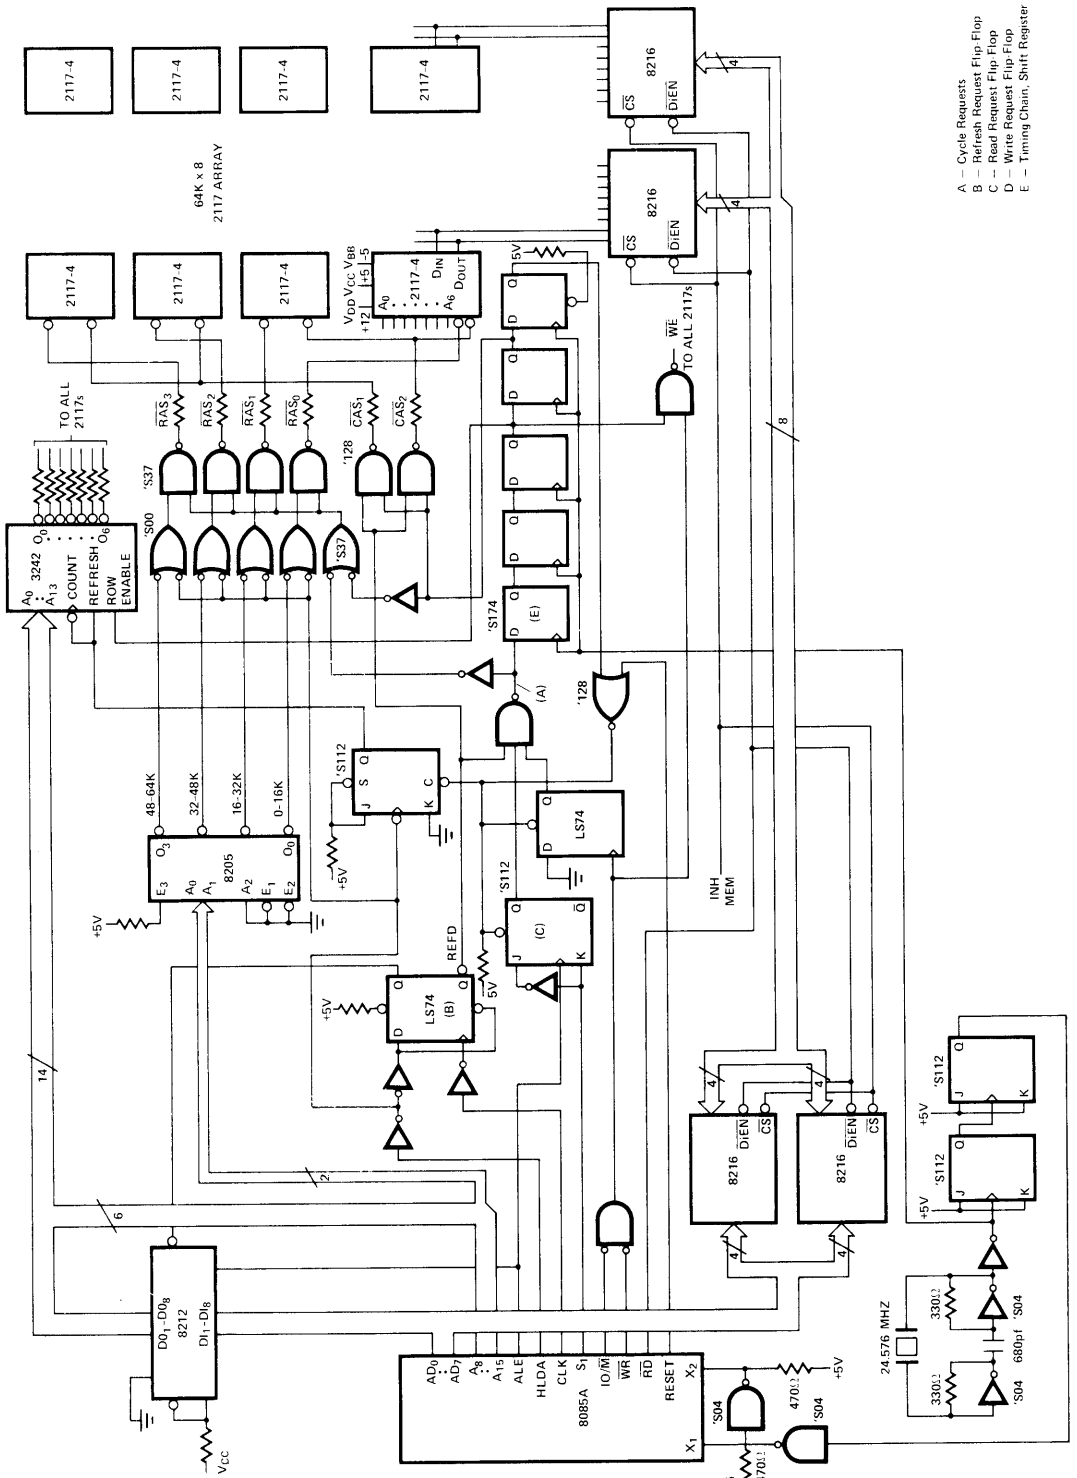 2117-4
2117-4
2117-4
2117-4
64K x 8
2117 ARRAY
2117-4
2117-4
2117-4
VDD VCC VBB
+12 +5 -5
A0
2117-4
A6
DIN
DOUT
8216
CS
DiEN
4
8216
CS
DiEN
4
A – Cycle Requests
B – Refresh Request Flip-Flop
C – Read Request Flip-Flop
D – Write Request Flip-Flop
E – Timing Chain, Shift Register
TO ALL
2117s
RAS3
RAS2
RAS1
RAS0
CAS1
CAS2
'S37
'128
'S00
'S37
A0
A13
3242
O0
O6
COUNT
REFRESH
ROW
ENABLE
5V
D Q
D Q
D Q
D Q
D Q
(E)
'S174
WE
TO ALL 2117s
8
(A)
'128
48-64K
32-48K
16-32K
0-16K
+5V
E3
O3
A0
A1
8205
A2
E1
E2
O0
'S112
S
J
Q
K
C
+5V
D
Q
LS74
'S112
J
Q
(C)
K
Q
5V
REFD
+5V
D
Q
LS74
(B)
Q
INH
MEM
14
2
6
DO1-DO8
8212
DI1-DI8
VCC
AD0
AD7
A8
A15
ALE
HLDA
CLK
S1
IO/M
WR
RD
RESET
8085A
X1
X2
'S04
470Ω
+5V
'S04
4
4
8216
DiEN
CS
8216
DiEN
CS
4
4
'S112
+5V
J
Q
K
'S112
+5V
J
Q
K
24.576 MHZ
330Ω
330Ω
680pf
'S04
'S04